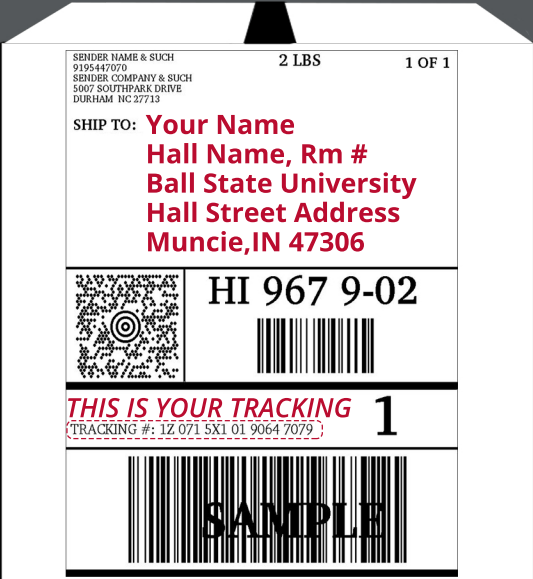 SENDER NAME & SUCH
9195447070
SENDER COMPANY & SUCH
5007 SOUTHPARK DRIVE
DURHAM NC 27713
2 LBS
1 OF 1
SHIP TO:
Your Name
Hall Name, Rm #
Ball State University
Hall Street Address
Muncie,IN 47306
HI 967 9-02
THIS IS YOUR TRACKING
TRACKING #: 1Z 071 5X1 01 9064 7079
1
SAMPLE